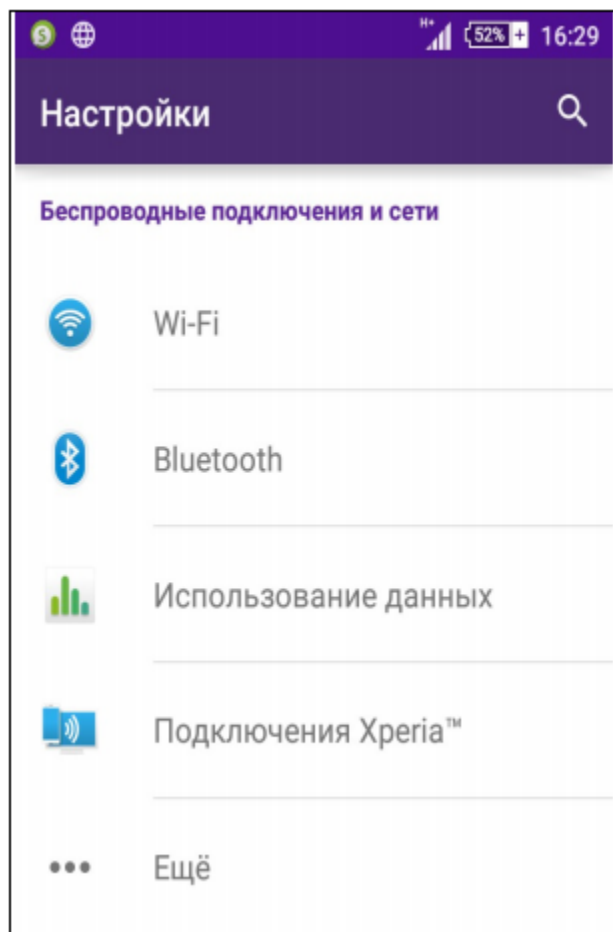 H+ 52% 16:29
Настройки
Беспроводные подключения и сети
Wi-Fi
Bluetooth
Использование данных
Подключения Xperia™
Ещё